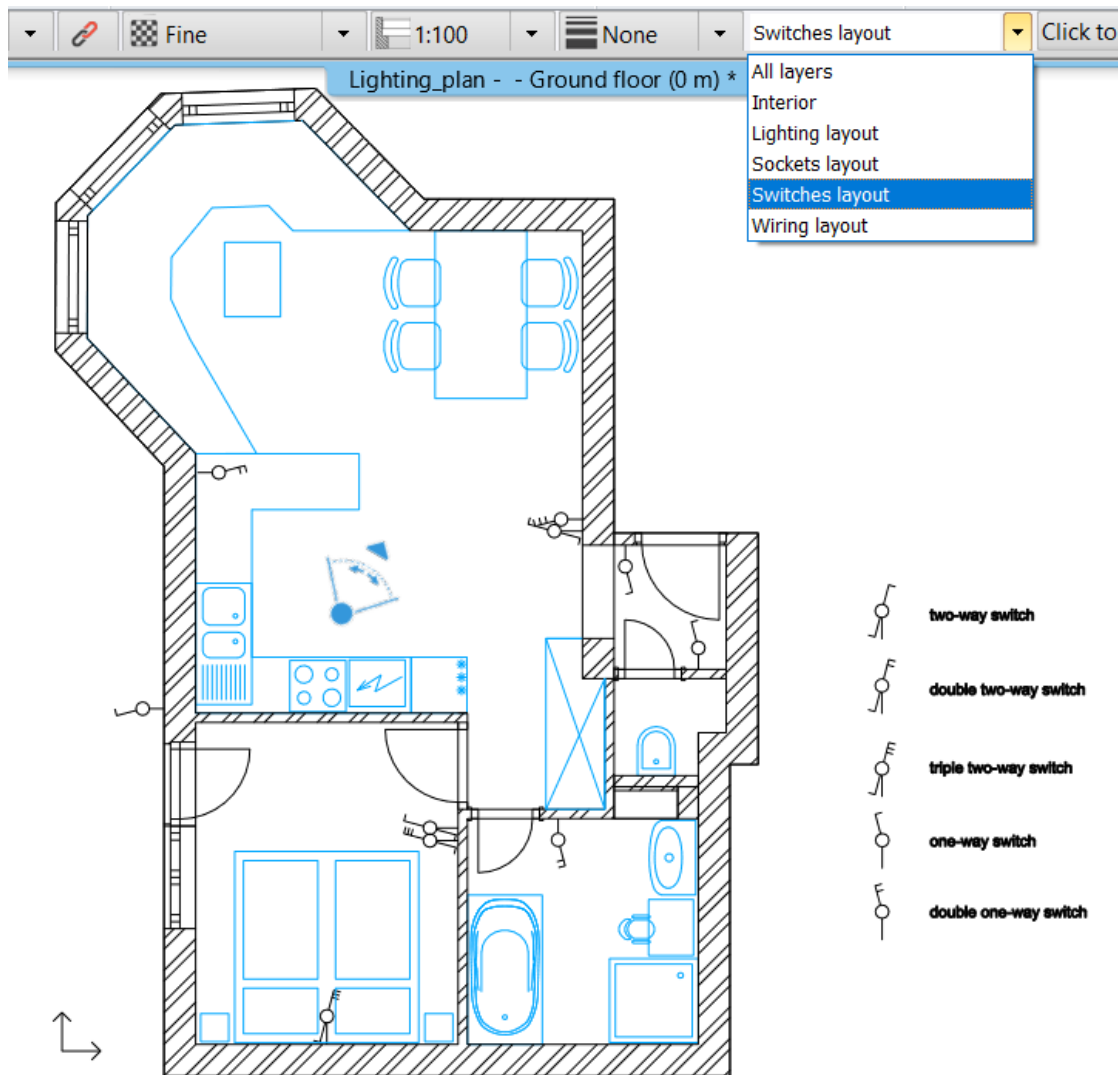 Fine
1:100
None
Switches layout
Click to
Lighting_plan - - Ground floor (0 m) *
All layers
Interior
Lighting layout
Sockets layout
Switches layout
Wiring layout
two-way switch
double two-way switch
triple two-way switch
one-way switch
double one-way switch